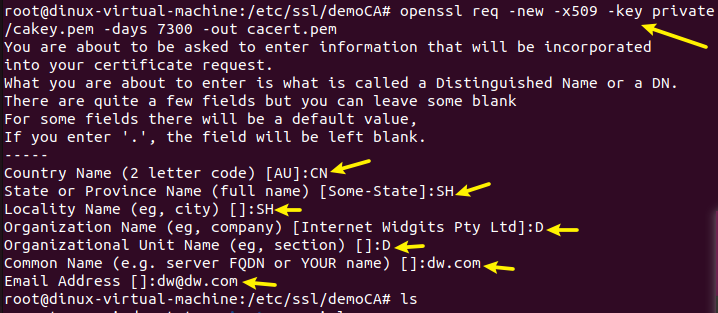 root@dinux-virtual-machine:/etc/ssl/demoCA# openssl req -new -x509 -key private
/cakey.pem -days 7300 -out cacert.pem
You are about to be asked to enter information that will be incorporated
into your certificate request.
What you are about to enter is what is called a Distinguished Name or a DN.
There are quite a few fields but you can leave some blank
For some fields there will be a default value,
If you enter '.', the field will be left blank.
-----
Country Name (2 letter code) [AU]:CN
State or Province Name (full name) [Some-State]:SH
Locality Name (eg, city) []:SH
Organization Name (eg, company) [Internet Widgits Pty Ltd]:D
Organizational Unit Name (eg, section) []:D
Common Name (e.g. server FQDN or YOUR name) []:dw.com
Email Address []:dw@dw.com
root@dinux-virtual-machine:/etc/ssl/demoCA# ls